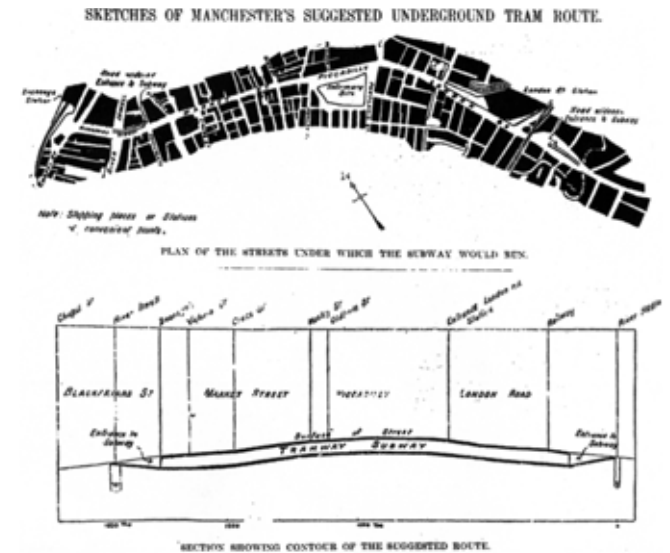 SKETCHES OF MANCHESTER'S SUGGESTED UNDERGROUND TRAM ROUTE.
Road widened
Entrance to Subway
Exchange
Station
PICCADILLY
Infirmary
Site
London Rd Station
Road widened
Entrance to Subway
Note: Stopping places or Stations
at convenient points.
PLAN OF THE STREETS UNDER WHICH THE SUBWAY WOULD RUN.
Chapel St
River Irwell
Victoria St
Cross St
Entrance London Rd
Station
Railway
River Medlock
BLACKFRIARS ST
MARKET STREET
PICCADILLY
LONDON ROAD
Entrance to
Subway
Surface of Street
TRAMWAY SUBWAY
Entrance to
Subway
SECTION SHOWING CONTOUR OF THE SUGGESTED ROUTE.